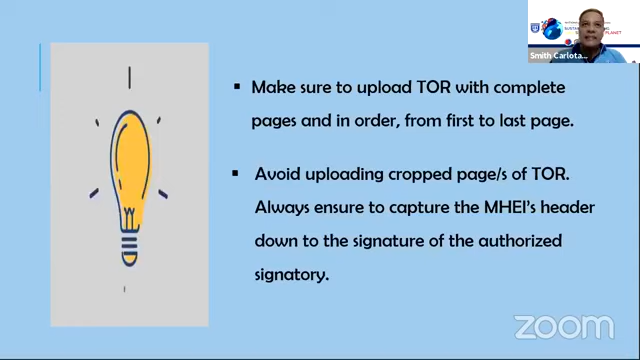 ▪ Make sure to upload TOR with complete
pages and in order, from first to last page.
▪ Avoid uploading cropped page/s of TOR.
Always ensure to capture the MHEI's header
down to the signature of the authorized
signatory.
PLANET
Smith Carlota...
zoom